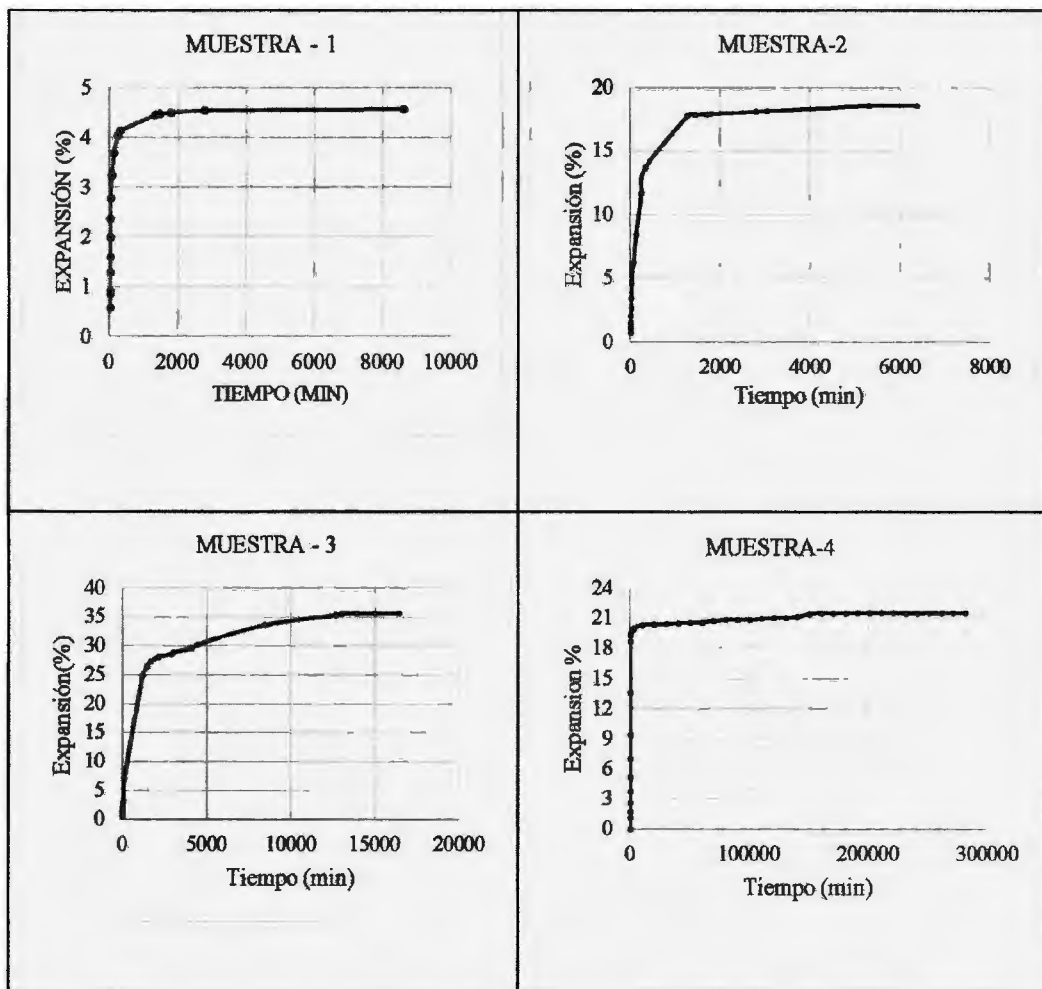 MUESTRA - 1
EXPANSIÓN (%)
5
4
3
2
1
0
0 2000 4000 6000 8000 10000
TIEMPO (MIN)
MUESTRA-2
Expansión (%)
20
15
10
5
0
0 2000 4000 6000 8000
Tiempo (min)
MUESTRA - 3
Expansión(%)
40
35
30
25
20
15
10
5
0
0 5000 10000 15000 20000
Tiempo (min)
MUESTRA-4
Expansion %
24
21
18
15
12
9
6
3
0
0 100000 200000 300000
Tiempo (min)